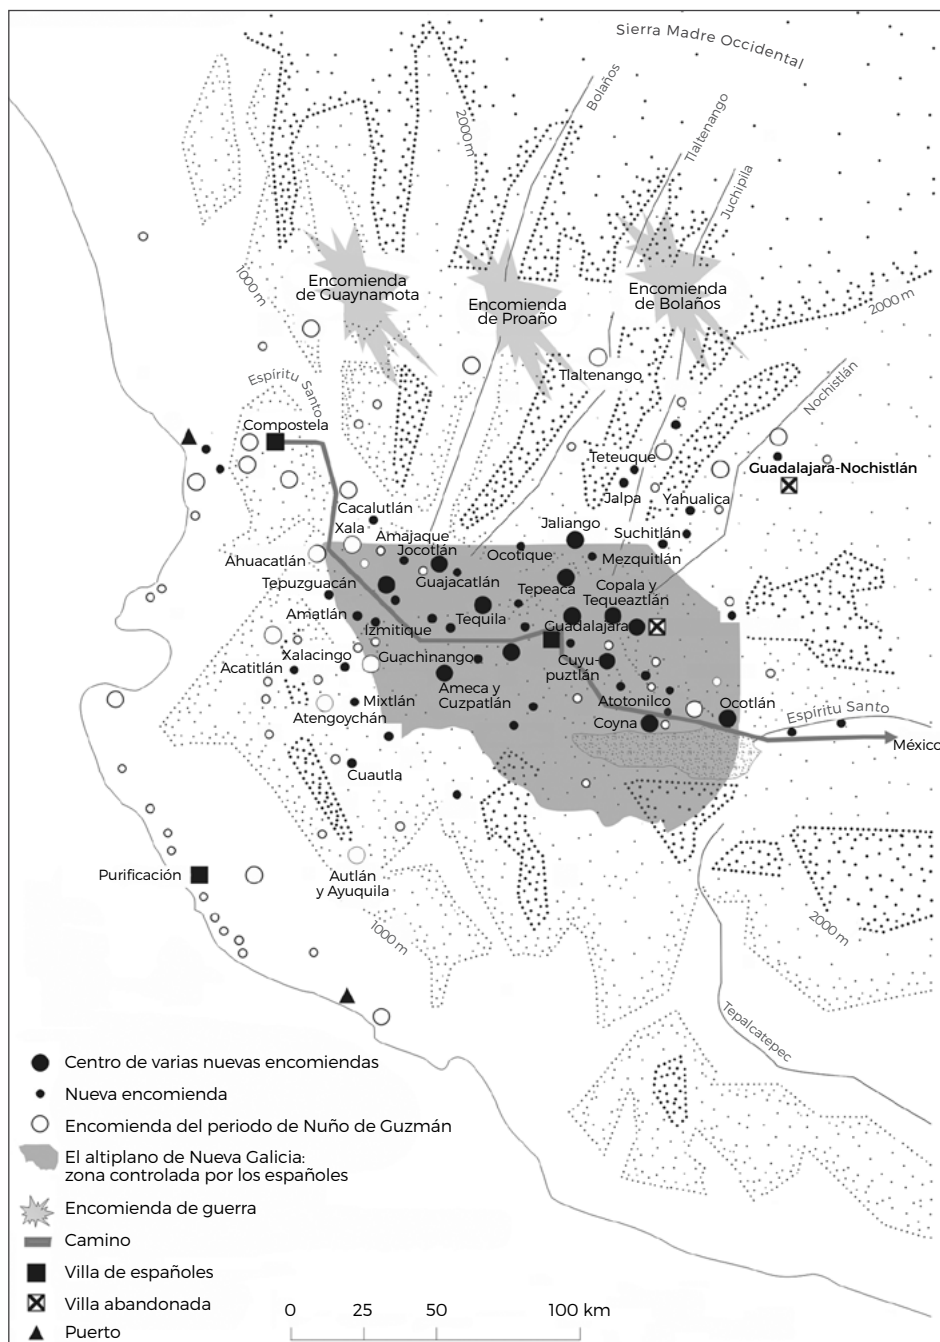 Sierra Madre Occidental
Bolaños
2000 m
Tlaltenango
Juchipila
1000 m
Encomienda
de Guaynamota
Encomienda
de Proaño
Encomienda
de Bolaños
2000 m
Tlaltenango
Nochistlán
Espíritu Santo
Compostela
Teteuque
Guadalajara-Nochistlán
Jalpa
Yahualica
Cacalutlán
Xala
Amajaque
Jocotlán
Jaliango
Suchitlán
Ahuacatlán
Ocotique
Mezquitlán
Tepuzguacán
Guajacatlán
Tepeaca
Copala y
Tequeaztlán
Amatlán
Izmitique
Tequila
Guadalajara
Xalacingo
Guachinango
Acatitlán
Cuyu-
puztlán
Mixtlán
Ameca y
Cuzpatlán
Atotonilco
Ocotlán
Atengoychán
Coyna
Espíritu Santo
México
Cuautla
Purificación
Autlán
y Ayuquila
1000 m
2000 m
Tepalcatepec
Centro de varias nuevas encomiendas
Nueva encomienda
Encomienda del periodo de Nuño de Guzmán
El altiplano de Nueva Galicia:
zona controlada por los españoles
Encomienda de guerra
Camino
Villa de españoles
Villa abandonada
Puerto
0 25 50 100 km